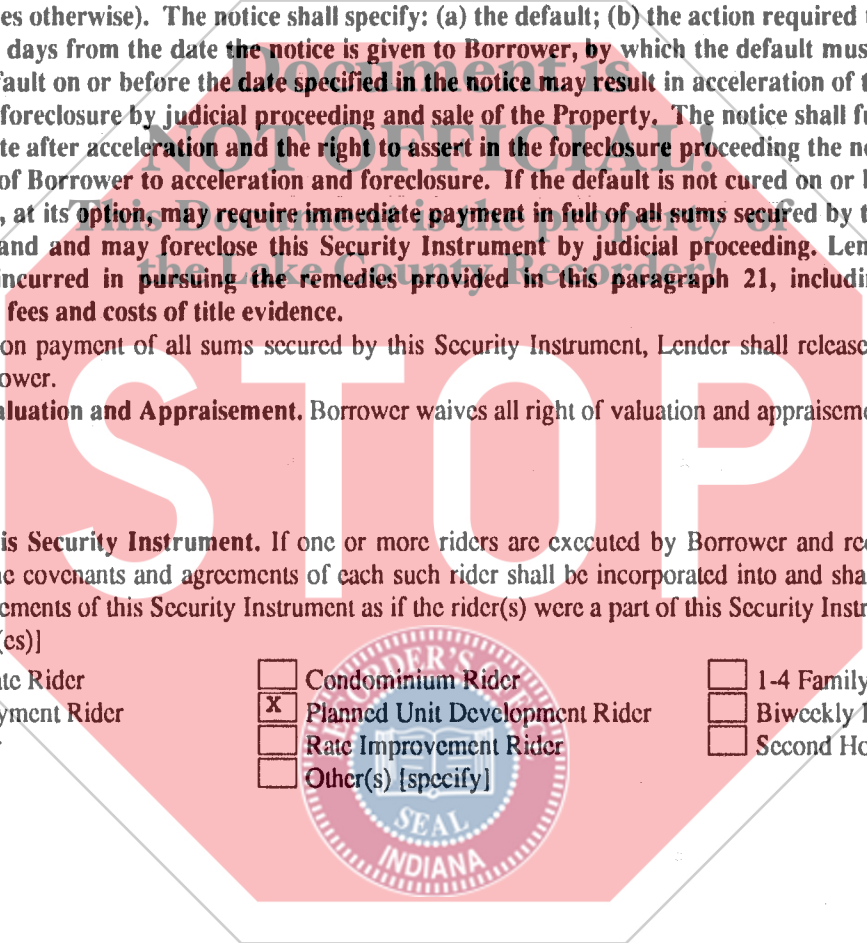 es otherwise). The notice shall specify: (a) the default; (b) the action required
days from the date the notice is given to Borrower, by which the default mus
fault on or before the date specified in the notice may result in acceleration of
foreclosure by judicial proceeding and sale of the Property. The notice shall fu
te after acceleration and the right to assert in the foreclosure proceeding the
of Borrower to acceleration and foreclosure. If the default is not cured on or
, at its option, may require immediate payment in full of all sums secured by
and and may foreclose this Security Instrument by judicial proceeding. Len
incurred in pursuing the remedies provided in this paragraph 21, includin
fees and costs of title evidence.
on payment of all sums secured by this Security Instrument, Lender shall release
ower.
aluation and Appraisement. Borrower waives all right of valuation and appraiseme
is Security Instrument. If one or more riders are executed by Borrower and rec
e covenants and agreements of each such rider shall be incorporated into and sha
ements of this Security Instrument as if the rider(s) were a part of this Security Instr
(es)]
te Rider
Condominium Rider
1-4 Family
yment Rider
X Planned Unit Development Rider
Biweekly
Rate Improvement Rider
Second Ho
Other(s) [specify]
Document is
NOT OFFICIAL!
This Document is the property of
the Lake County Recorder!
STOP
RECORDER'S OFFICE
SEAL
INDIANA